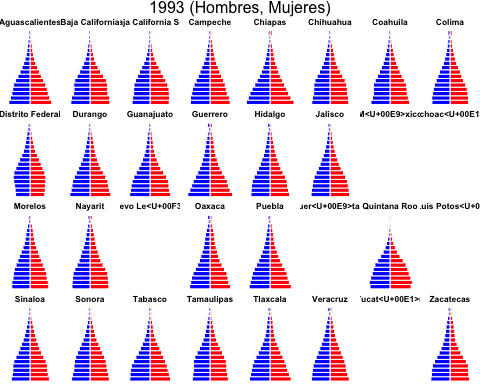 1993 (Hombres, Mujeres)
Aguascalientes Baja California aja California S Campeche Chiapas Chihuahua Coahuila Colima
Distrito Federal Durango Guanajuato Guerrero Hidalgo Jalisco M<U+00E9>xico choac<U+00E1
Morelos Nayarit evo Le<U+00F3 Oaxaca Puebla uer<U+00E9>ta Quintana Roo uis Potos<U+0
Sinaloa Sonora Tabasco Tamaulipas Tlaxcala Veracruz ucat<U+00E1> Zacatecas